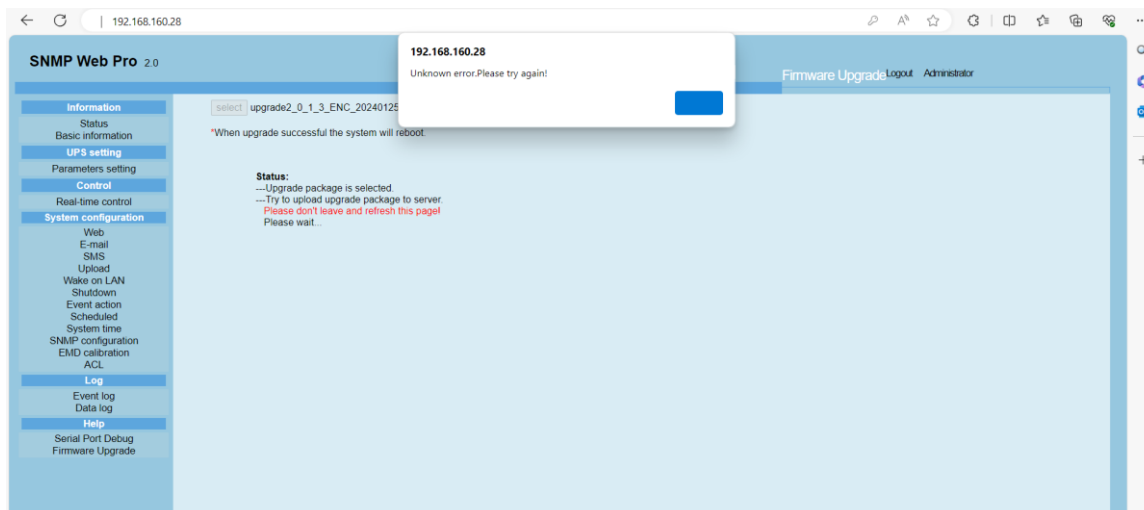 192.168.160.28
SNMP Web Pro 2.0
192.168.160.28
Unknown error.Please try again!
Firmware Upgrade Logout Administrator
Information
Status
Basic information
UPS setting
Parameters setting
Control
Real-time control
System configuration
Web
E-mail
SMS
Upload
Wake on LAN
Shutdown
Event action
Scheduled
System time
SNMP configuration
EMD calibration
ACL
Log
Event log
Data log
Help
Serial Port Debug
Firmware Upgrade
select upgrade2_0_1_3_ENC_20240125
*When upgrade successful the system will reboot.
Status:
---Upgrade package is selected.
---Try to upload upgrade package to server.
Please don't leave and refresh this page!
Please wait...